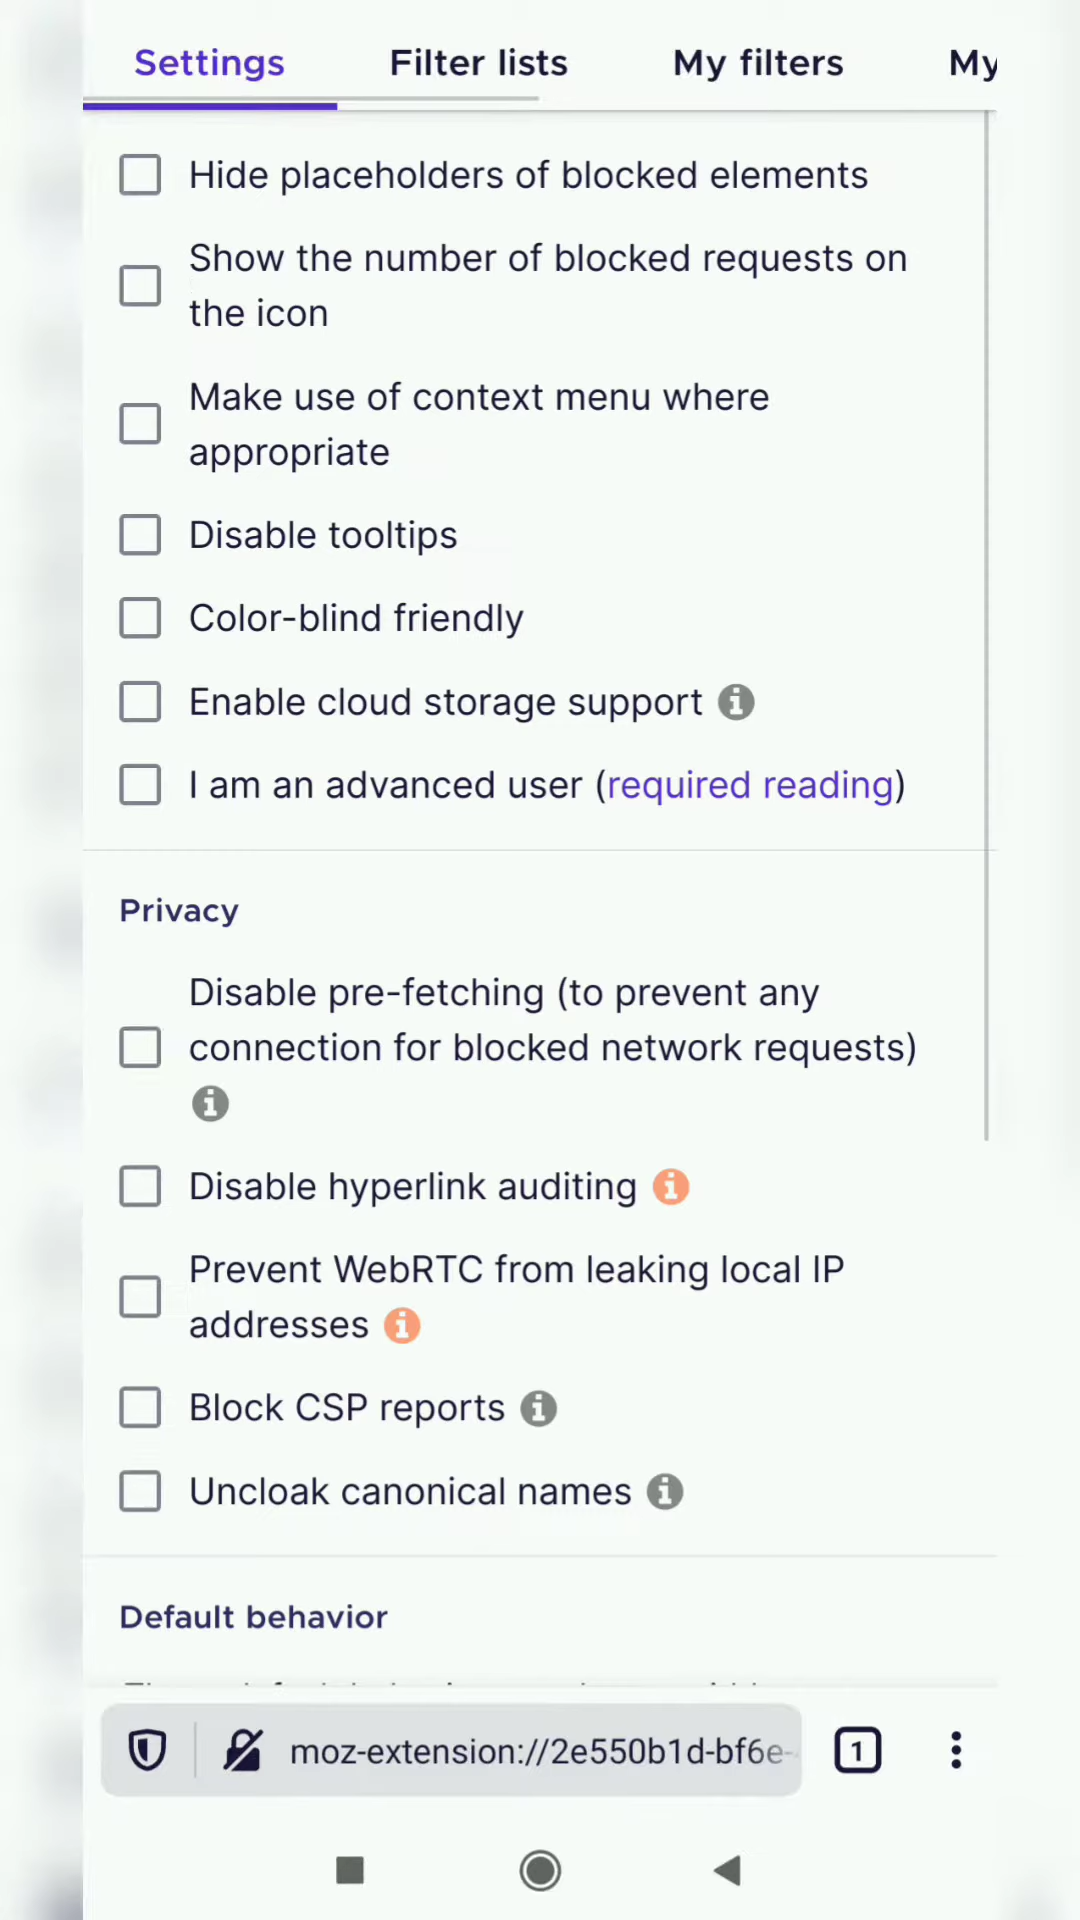 Settings Filter lists My filters My
Hide placeholders of blocked elements
Show the number of blocked requests on
the icon
Make use of context menu where
appropriate
Disable tooltips
Color-blind friendly
Enable cloud storage support
I am an advanced user (required reading)
Privacy
Disable pre-fetching (to prevent any
connection for blocked network requests)
Disable hyperlink auditing
Prevent WebRTC from leaking local IP
addresses
Block CSP reports
Uncloak canonical names
Default behavior
moz-extension://2e550b1d-bf6e-
1